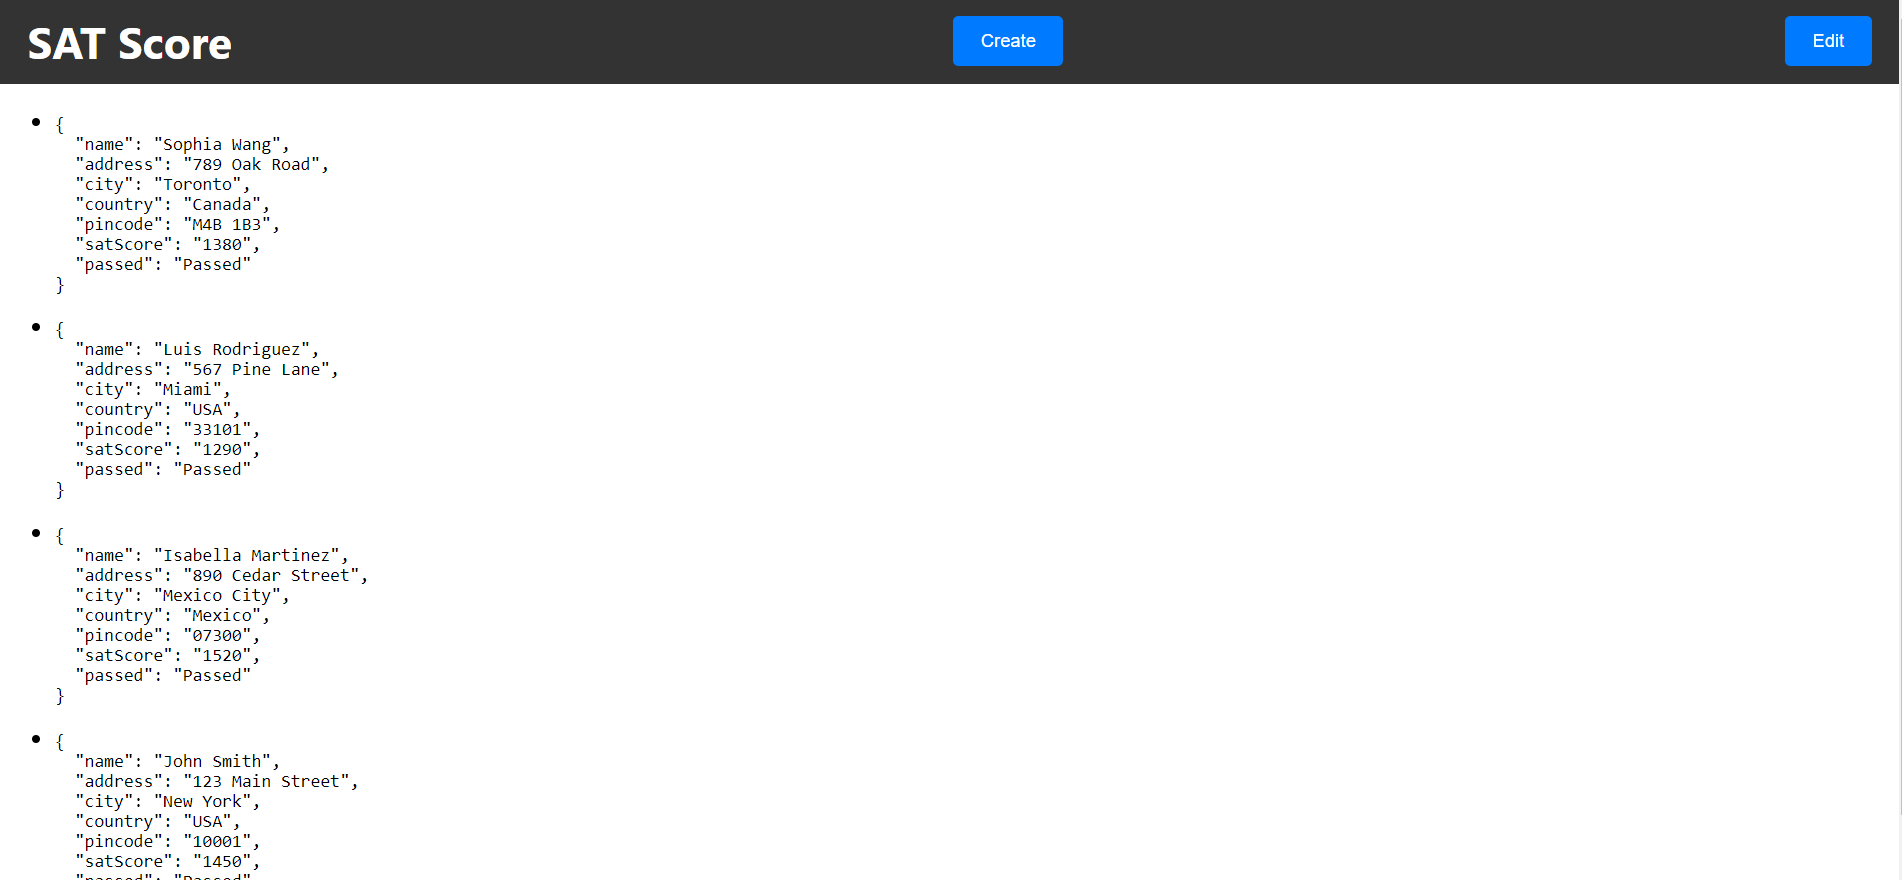 SAT Score
Create
Edit
{
"name": "Sophia Wang",
"address": "789 Oak Road",
"city": "Toronto",
"country": "Canada",
"pincode": "M4B 1B3",
"satScore": "1380",
"passed": "Passed"
}
{
"name": "Luis Rodriguez",
"address": "567 Pine Lane",
"city": "Miami",
"country": "USA",
"pincode": "33101",
"satScore": "1290",
"passed": "Passed"
}
{
"name": "Isabella Martinez",
"address": "890 Cedar Street",
"city": "Mexico City",
"country": "Mexico",
"pincode": "07300",
"satScore": "1520",
"passed": "Passed"
}
{
"name": "John Smith",
"address": "123 Main Street",
"city": "New York",
"country": "USA",
"pincode": "10001",
"satScore": "1450",
"passed": "Passed"